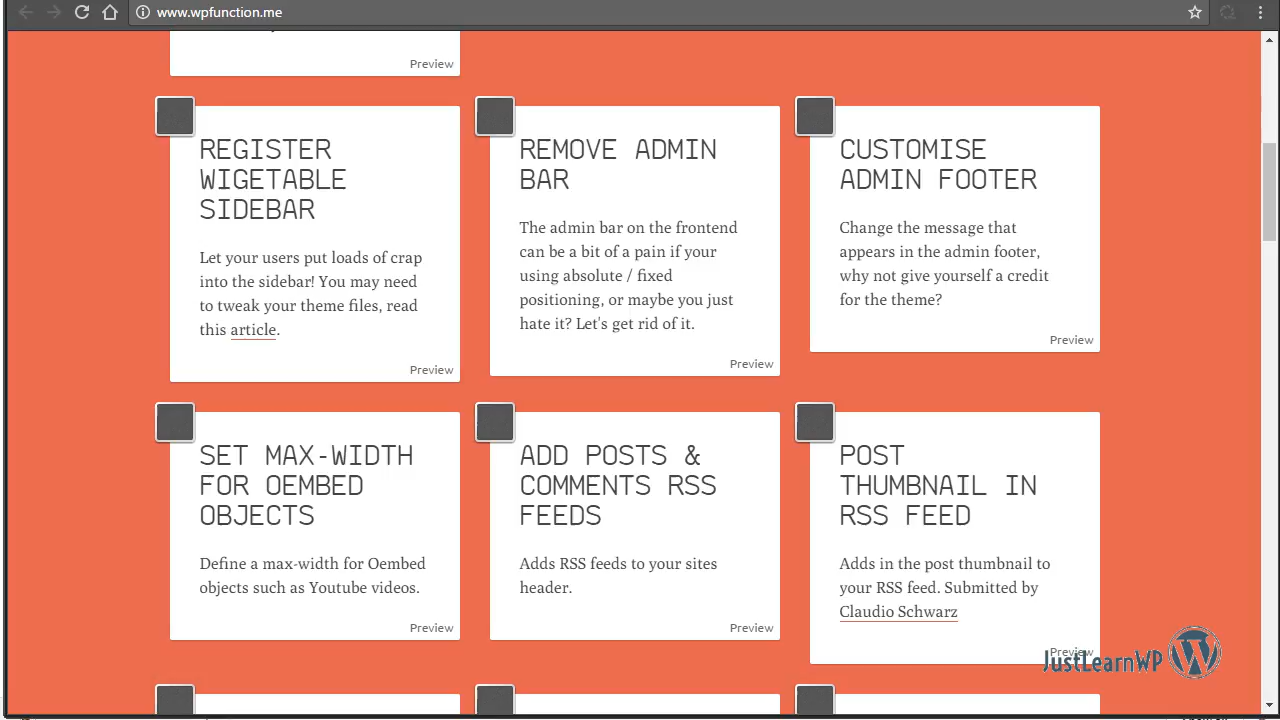 www.wpfunction.me
Preview
REGISTER
WIGETABLE
SIDEBAR
Let your users put loads of crap
into the sidebar! You may need
to tweak your theme files, read
this article.
Preview
REMOVE ADMIN
BAR
The admin bar on the frontend
can be a bit of a pain if your
using absolute / fixed
positioning, or maybe you just
hate it? Let's get rid of it.
Preview
CUSTOMISE
ADMIN FOOTER
Change the message that
appears in the admin footer,
why not give yourself a credit
for the theme?
Preview
SET MAX-WIDTH
FOR OEMBED
OBJECTS
Define a max-width for Oembed
objects such as Youtube videos.
Preview
ADD POSTS &
COMMENTS RSS
FEEDS
Adds RSS feeds to your sites
header.
Preview
POST
THUMBNAIL IN
RSS FEED
Adds in the post thumbnail to
your RSS feed. Submitted by
Claudio Schwarz
Preview
JustLearnWP